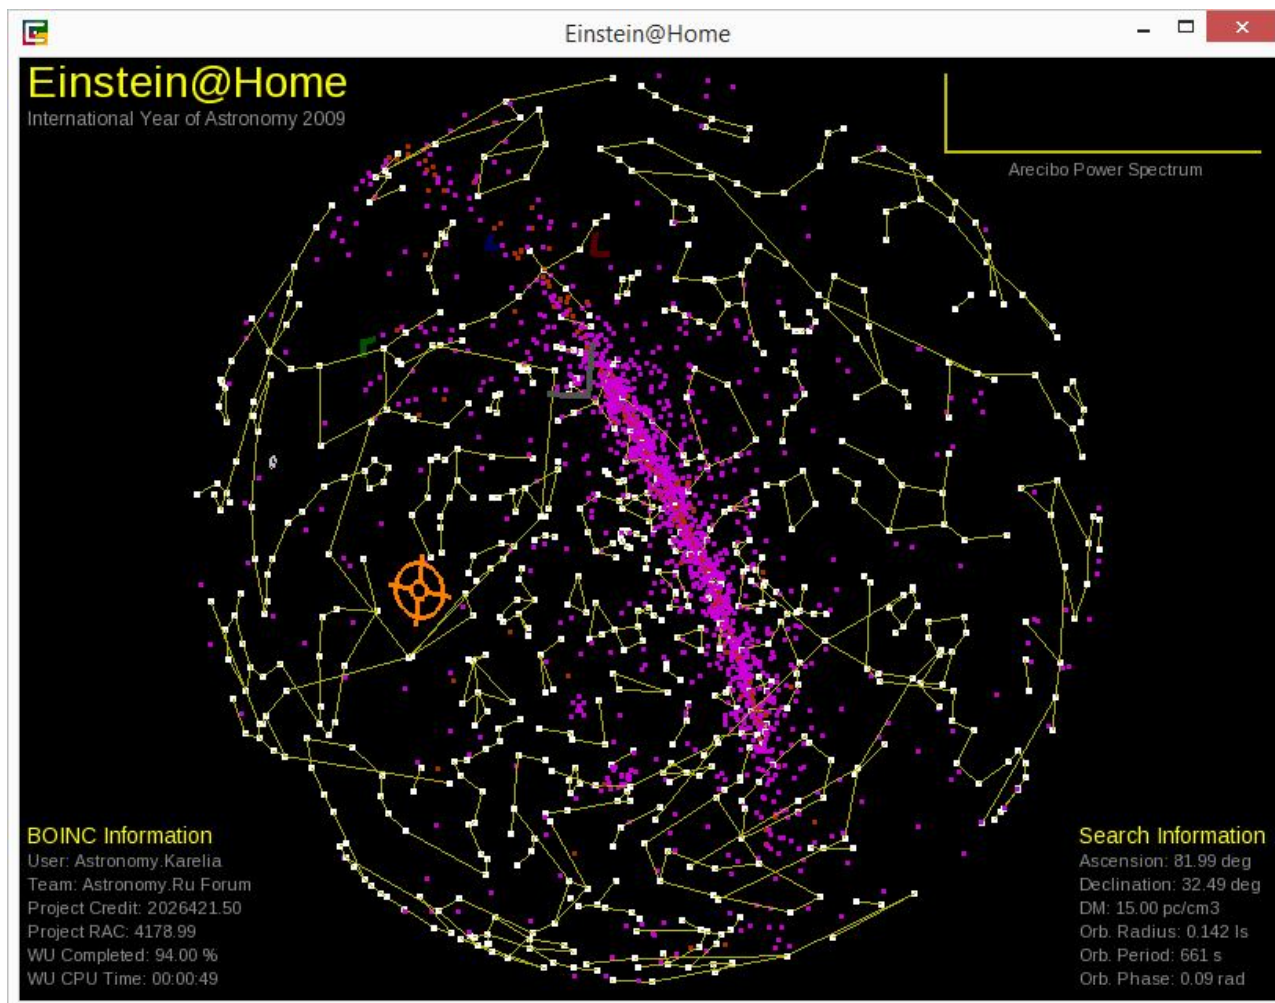 Einstein@Home
Einstein@Home
International Year of Astronomy 2009
Arecibo Power Spectrum
BOINC Information
User: Astronomy.Karelia
Team: Astronomy.Ru Forum
Project Credit: 2026421.50
Project RAC: 4178.99
WU Completed: 94.00 %
WU CPU Time: 00:00:49
Search Information
Ascension: 81.99 deg
Declination: 32.49 deg
DM: 15.00 pc/cm3
Orb. Radius: 0.142 ls
Orb. Period: 661 s
Orb. Phase: 0.09 rad